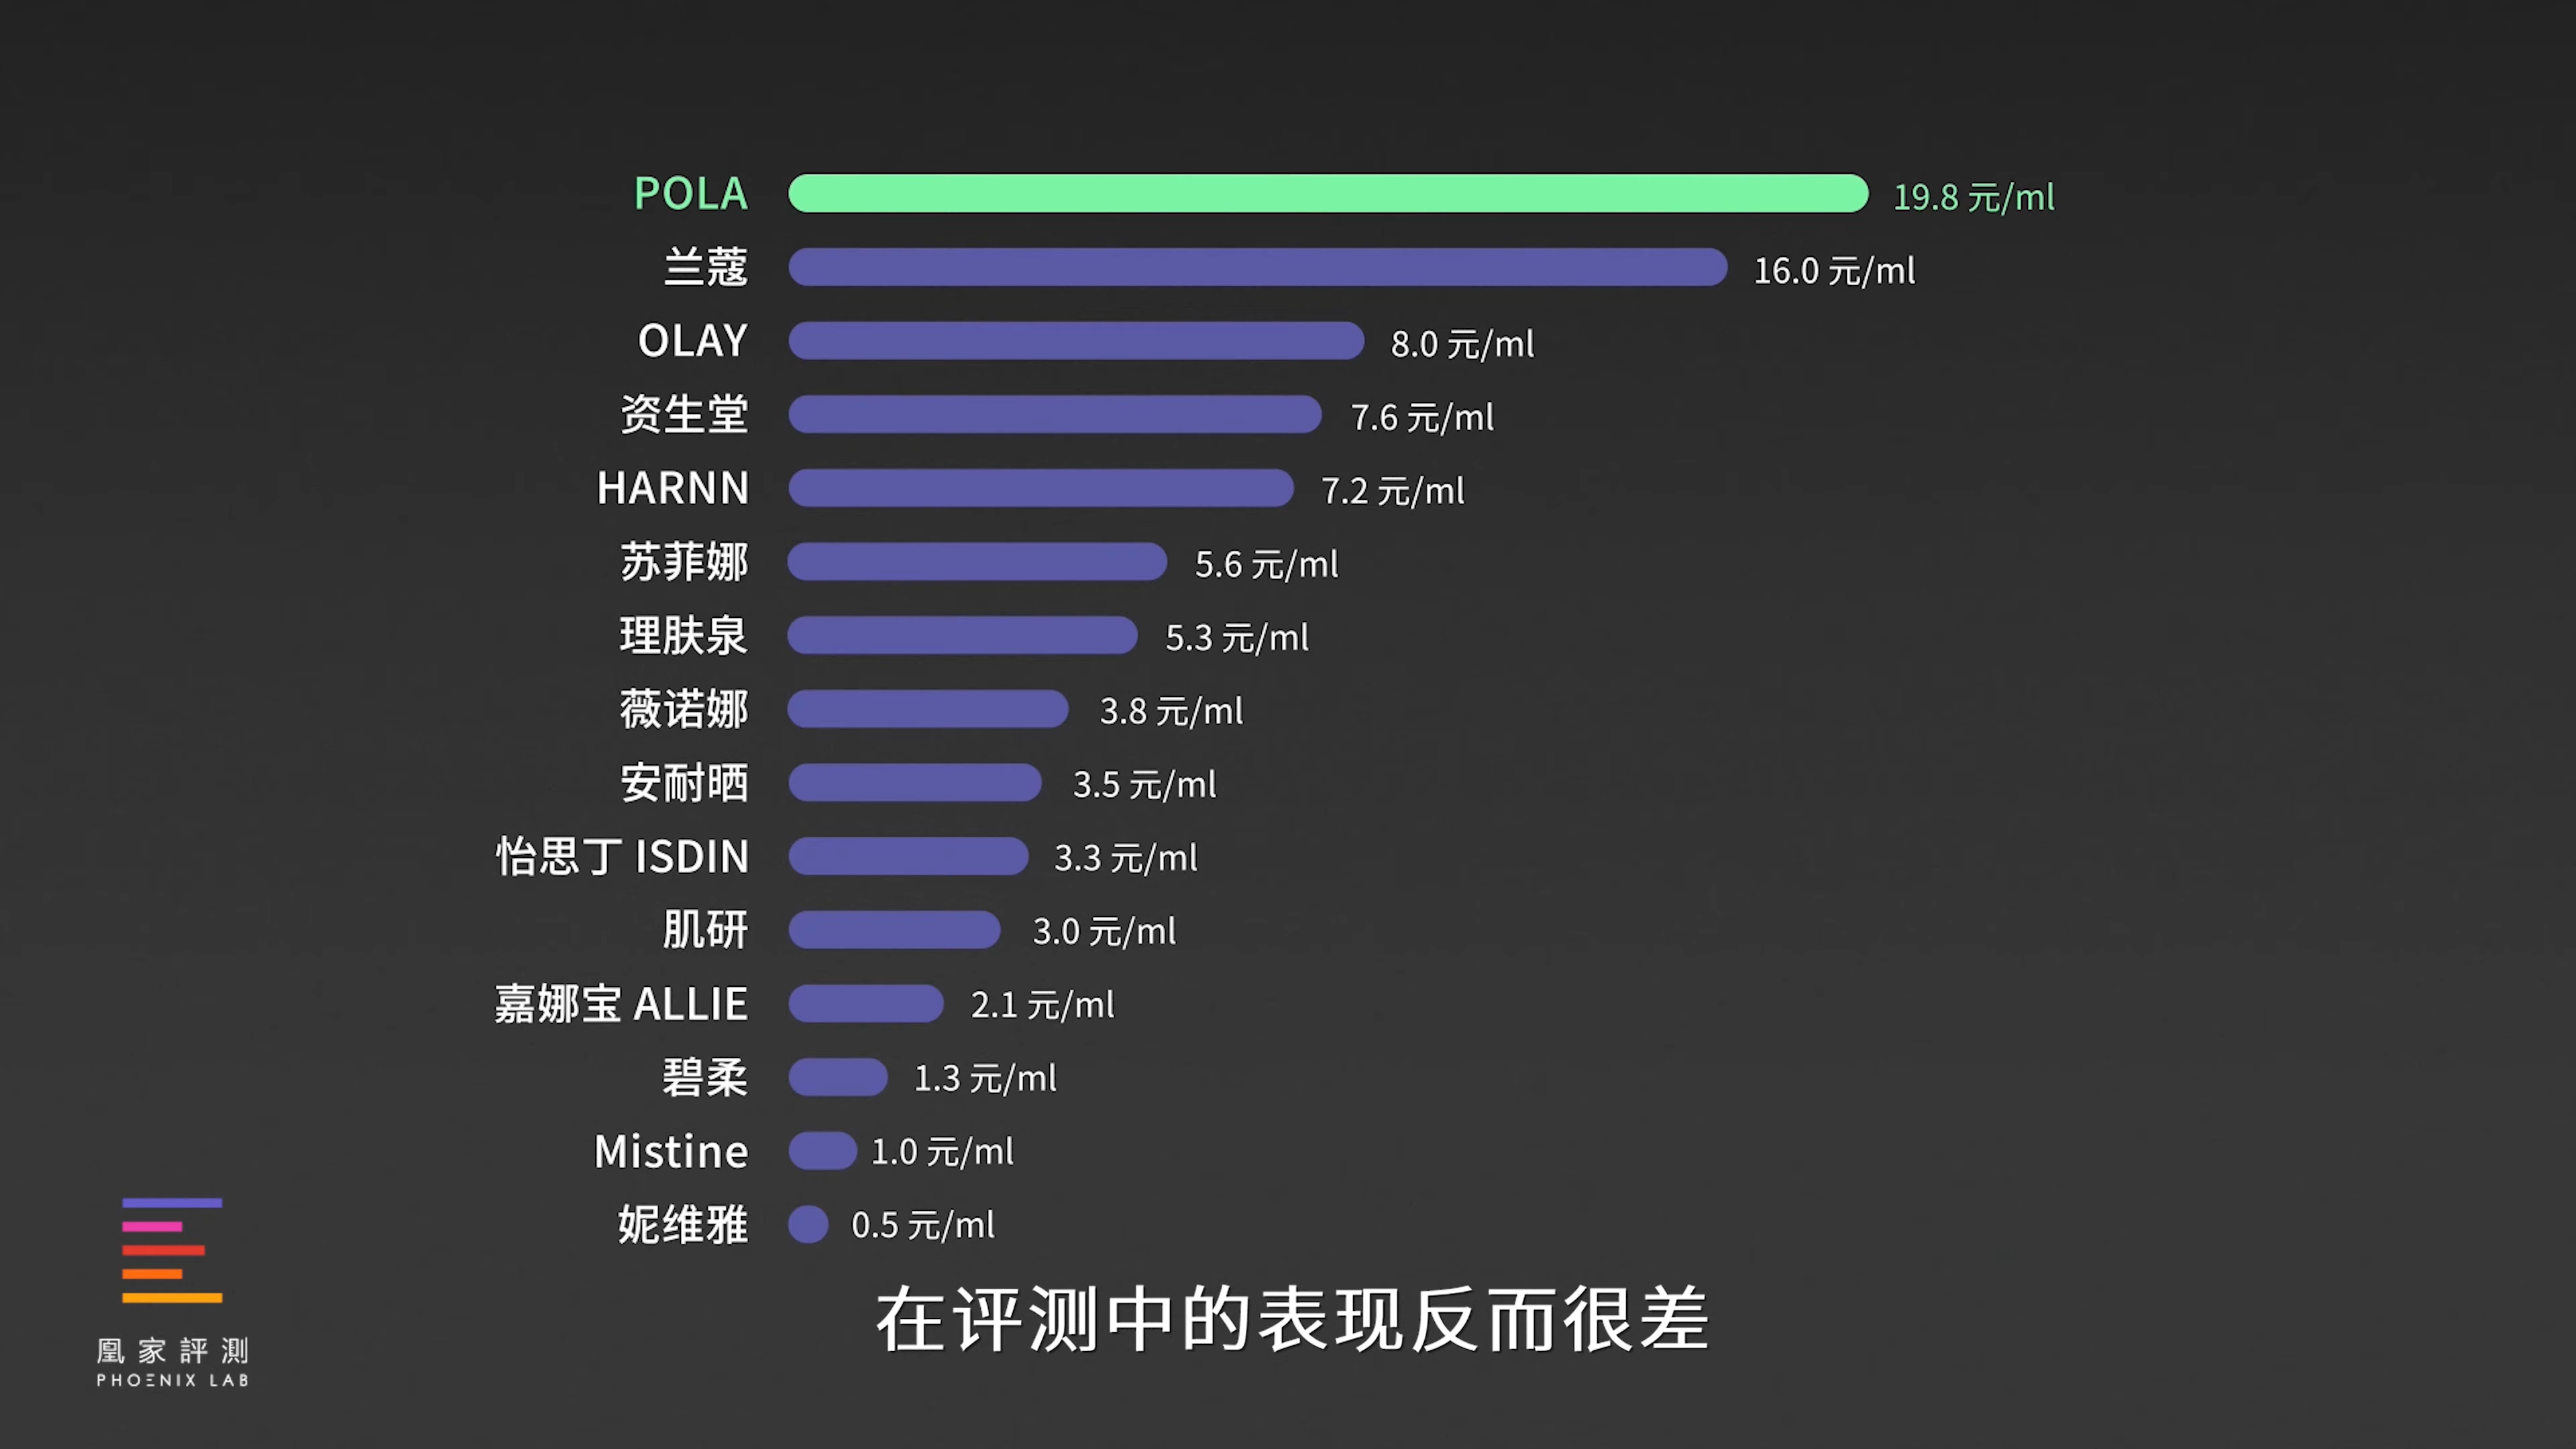 POLA 19.8 元/ml
兰蔻 16.0 元/ml
OLAY 8.0 元/ml
资生堂 7.6 元/ml
HARNN 7.2 元/ml
苏菲娜 5.6 元/ml
理肤泉 5.3 元/ml
薇诺娜 3.8 元/ml
安耐晒 3.5 元/ml
怡思丁 ISDIN 3.3 元/ml
肌研 3.0 元/ml
嘉娜宝 ALLIE 2.1 元/ml
碧柔 1.3 元/ml
Mistine 1.0 元/ml
妮维雅 0.5 元/ml
在评测中的表现反而很差
凰家評測
PHOENIX LAB